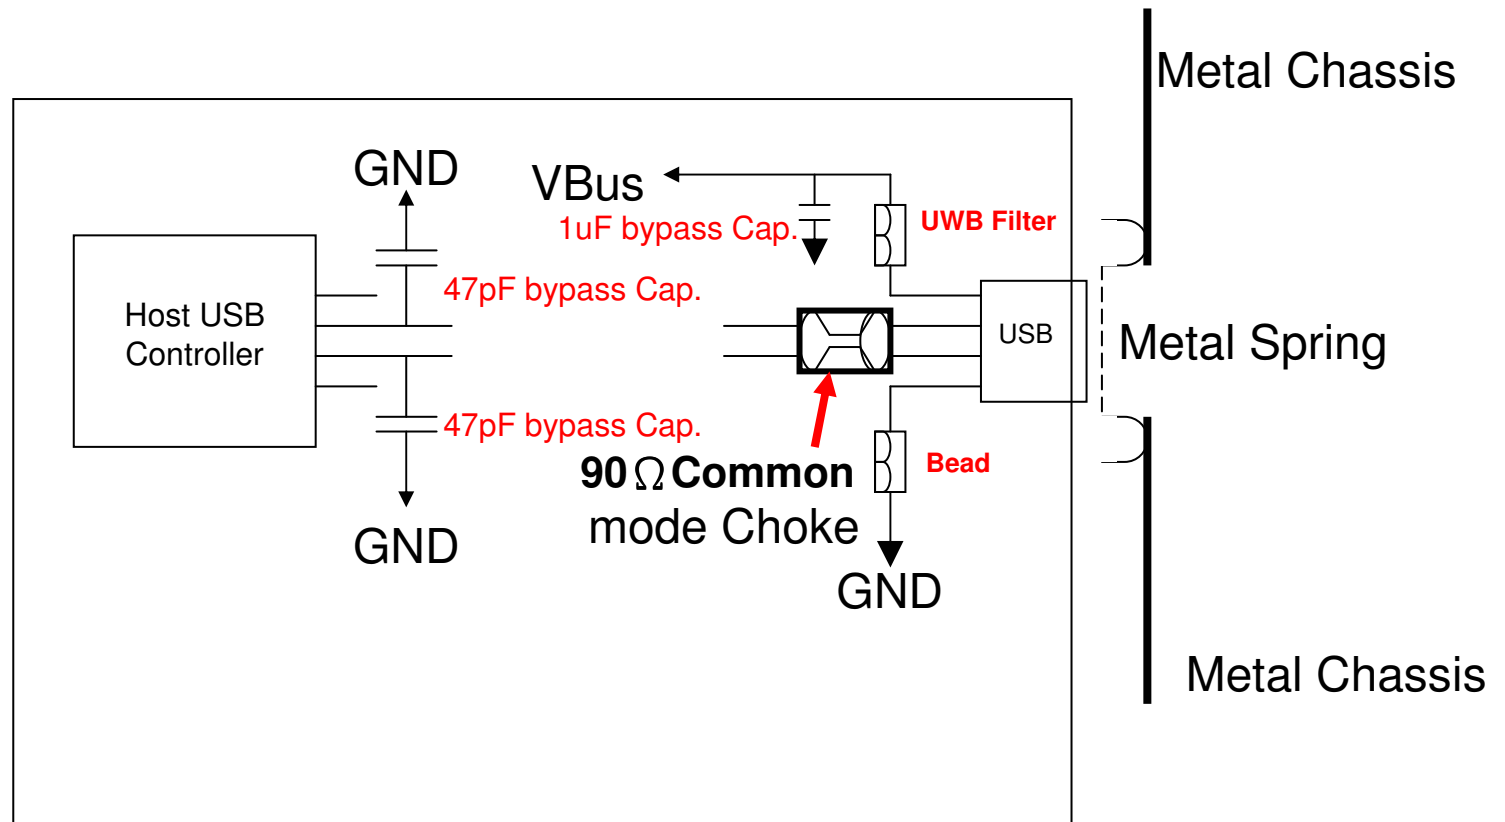 Metal Chassis
GND
VBus
1uF bypass Cap.
UWB Filter
47pF bypass Cap.
Host USB
Controller
USB
Metal Spring
47pF bypass Cap.
90Ω Common
mode Choke
Bead
GND
GND
Metal Chassis